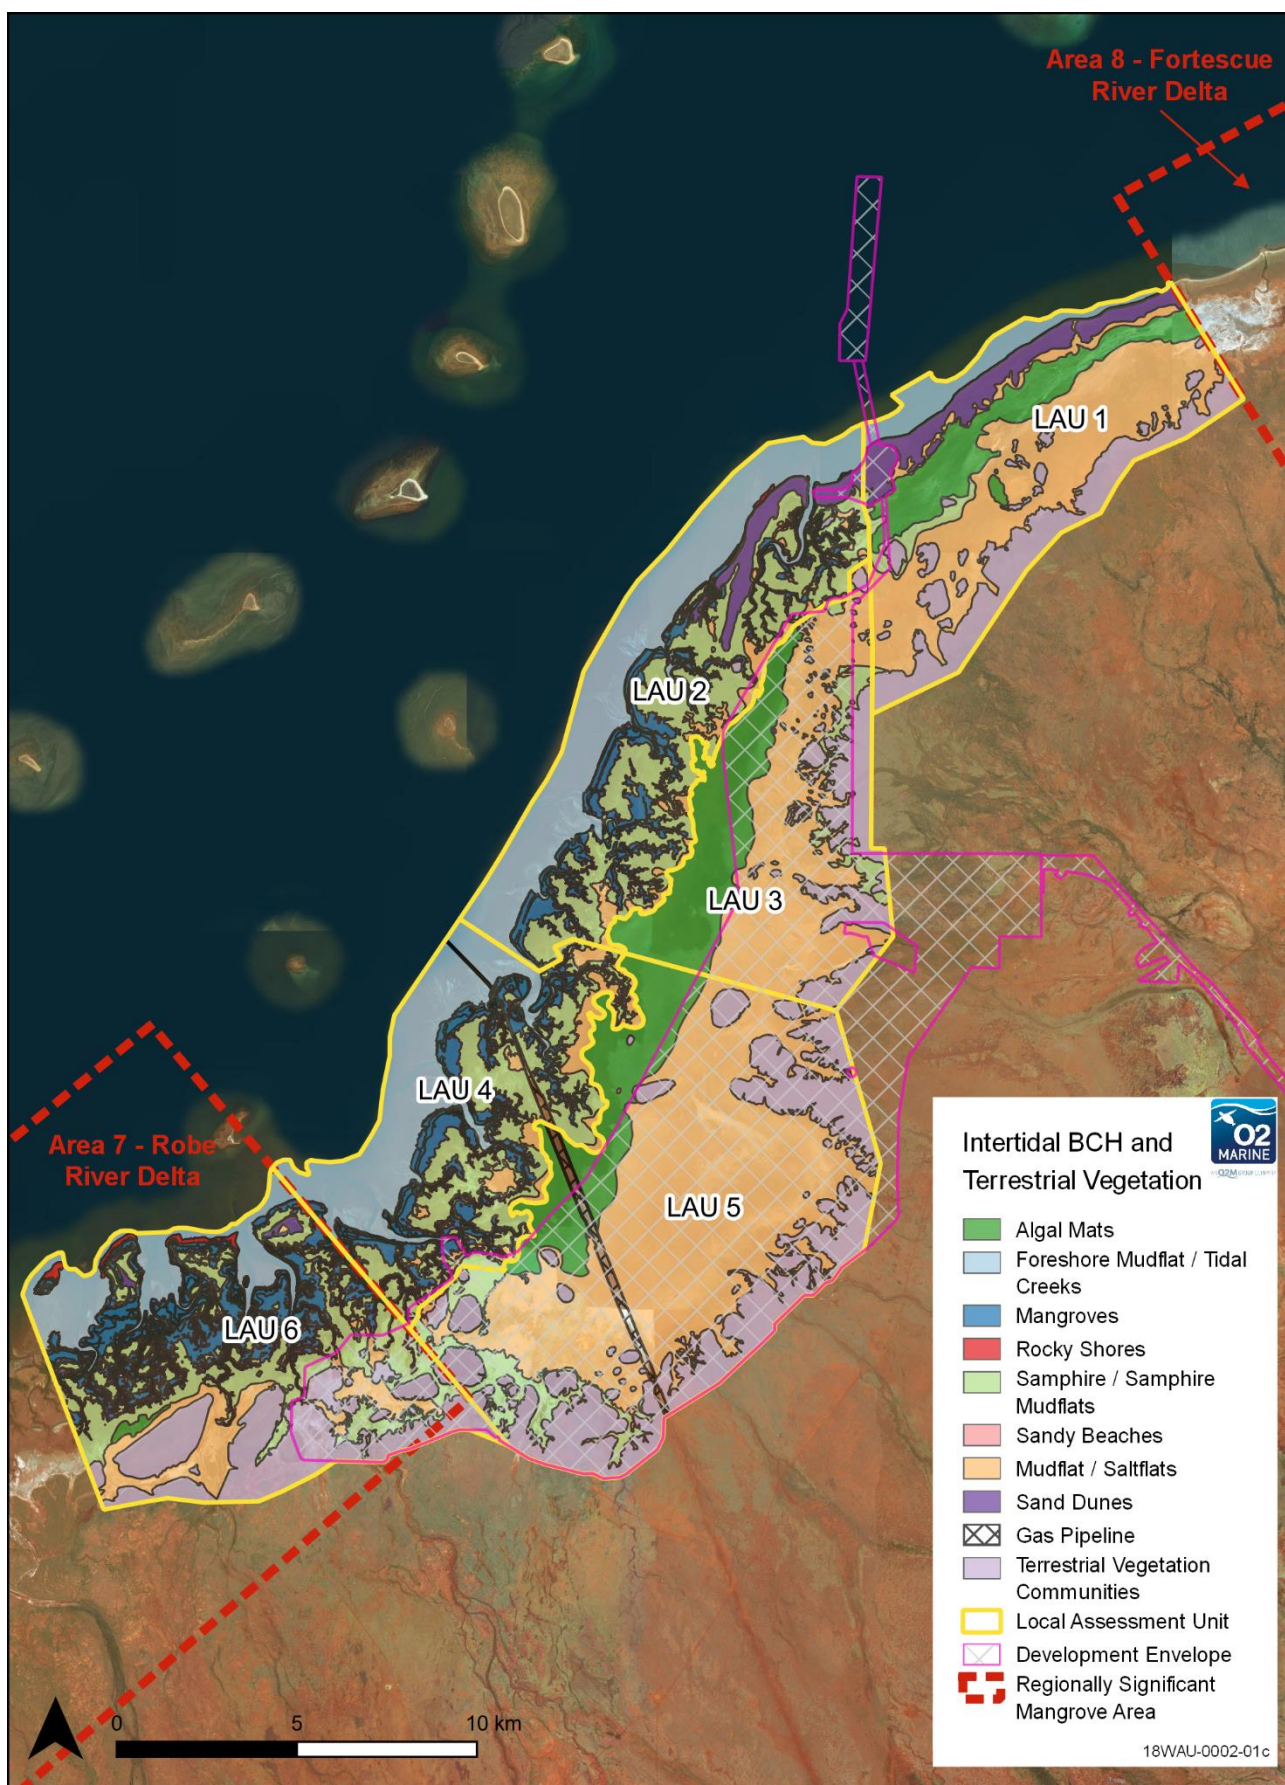 Area 8 - Fortescue
River Delta
LAU 1
LAU 2
LAU 3
LAU 4
Area 7 - Robe
River Delta
LAU 5
LAU 6
Intertidal BCH and
Terrestrial Vegetation
O2
MARINE
Algal Mats
Foreshore Mudflat / Tidal
Creeks
Mangroves
Rocky Shores
Samphire / Samphire
Mudflats
Sandy Beaches
Mudflat / Saltflats
Sand Dunes
Gas Pipeline
Terrestrial Vegetation
Communities
Local Assessment Unit
Development Envelope
Regionally Significant
Mangrove Area
18WAU-0002-01c
0 5 10 km